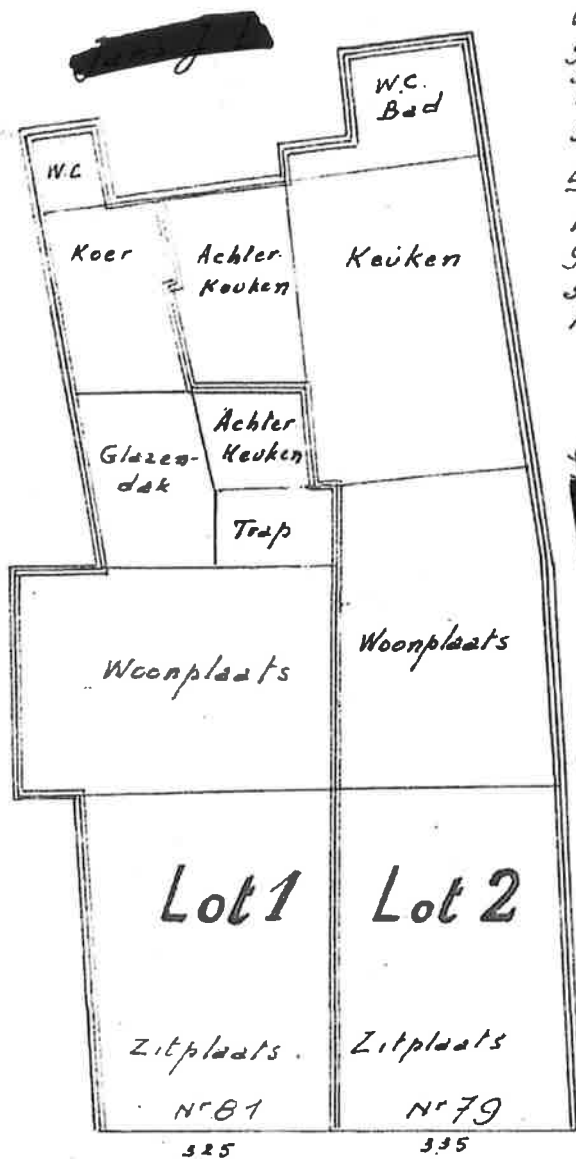 W.C.
Bad
W.C
Koer
Achter-
Keuken
Keuken
Achter
Keuken
Glazen-
dak
Trap
Woonplaats
Woonplaats
Lot 1
Lot 2
Zitplaats.
Zitplaats
Nr 81
Nr 79
325
335